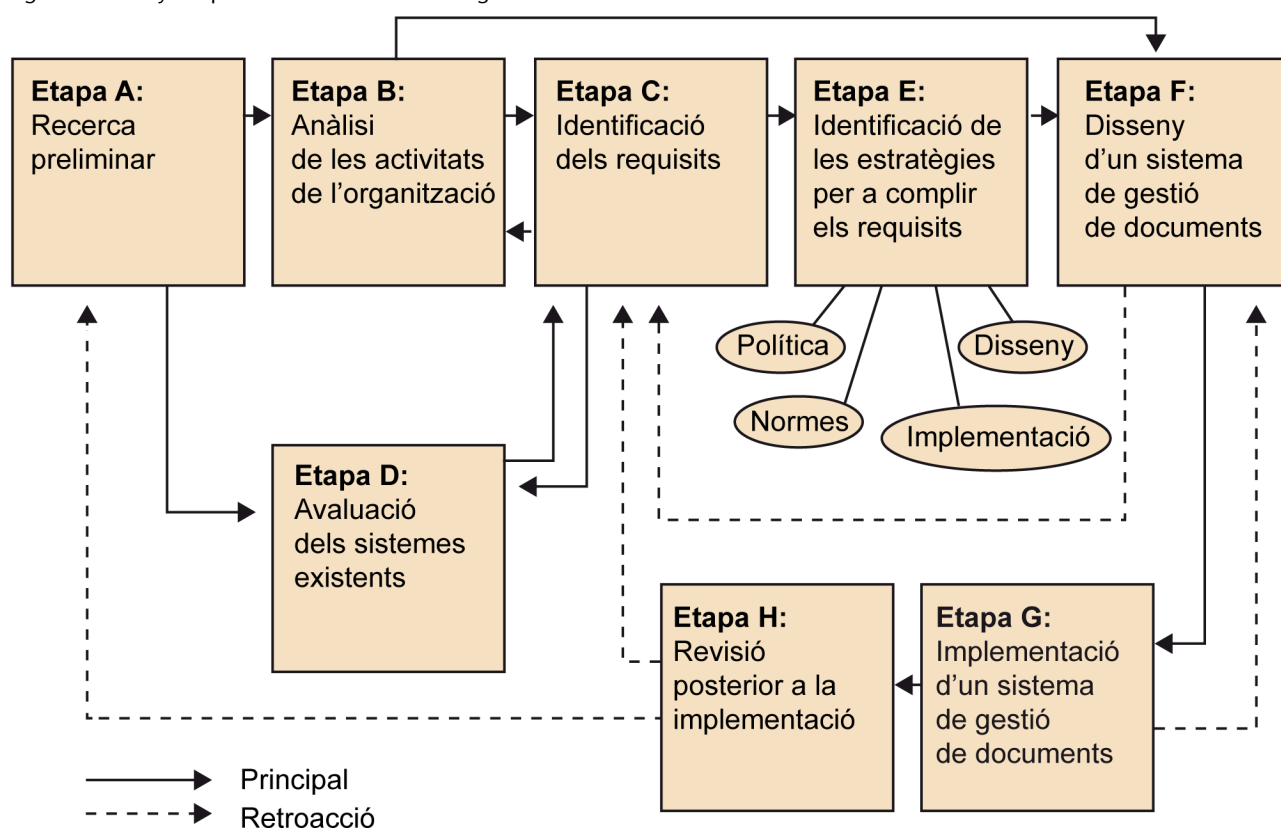 Etapa A:
Recerca
preliminar
Etapa B:
Anàlisi
de les activitats
de l’organització
Etapa C:
Identificació
dels requisits
Etapa E:
Identificació de
les estratègies
per a complir
els requisits
Etapa F:
Disseny
d’un sistema
de gestió
de documents
Política
Disseny
Normes
Implementació
Etapa D:
Avaluació
dels sistemes
existents
Etapa H:
Revisió
posterior a la
implementació
Etapa G:
Implementació
d’un sistema
de gestió
de documents
Principal
Retroacció